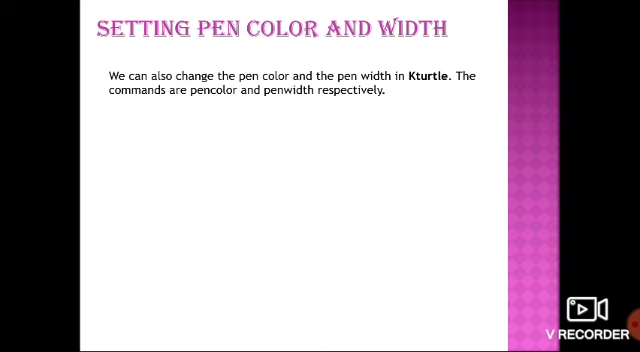 SETTING PEN COLOR AND WIDTH
We can also change the pen color and the pen width in Kturtle. The
commands are pencolor and penwidth respectively.
V RECORDER